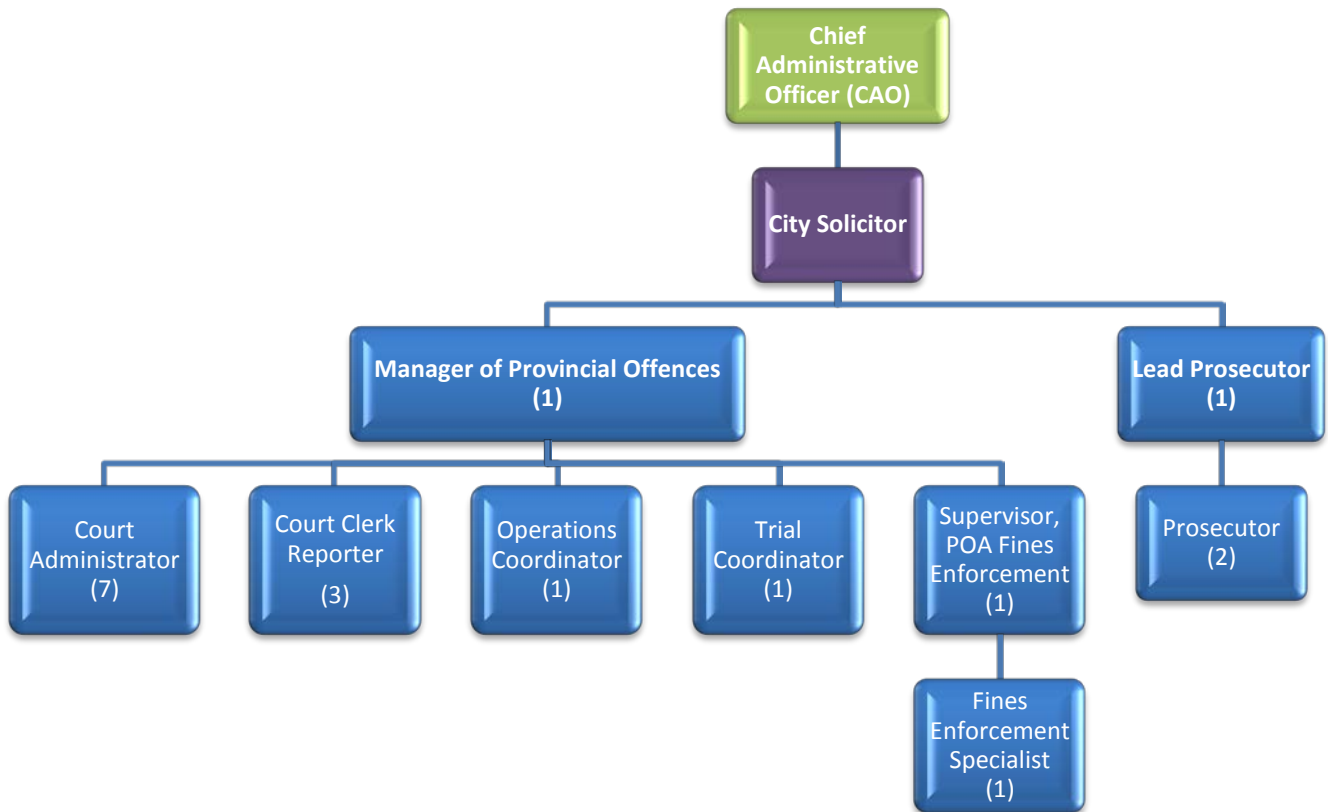 Chief
Administrative
Officer (CAO)
City Solicitor
Manager of Provincial Offences
(1)
Lead Prosecutor
(1)
Court
Administrator
(7)
Court Clerk
Reporter
(3)
Operations
Coordinator
(1)
Trial
Coordinator
(1)
Supervisor,
POA Fines
Enforcement
(1)
Prosecutor
(2)
Fines
Enforcement
Specialist
(1)